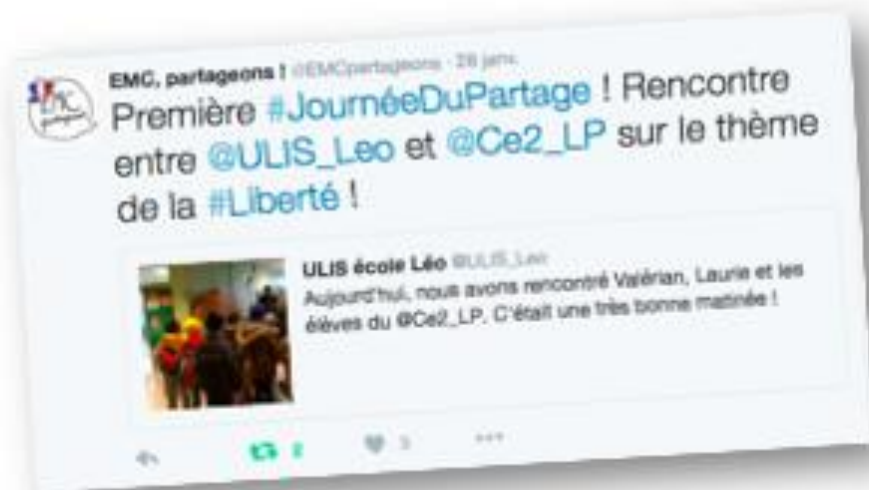 EMC, partageons ! @EMCpartageons · 28 janv.
Première #JournéeDuPartage ! Rencontre
entre @ULIS_Leo et @Ce2_LP sur le thème
de la #Liberté !
ULIS école Léo @ULIS_Leo
Aujourd'hui, nous avons rencontré Valérian, Laurie et les
élèves du @Ce2_LP. C'était une très bonne matinée !
2 3